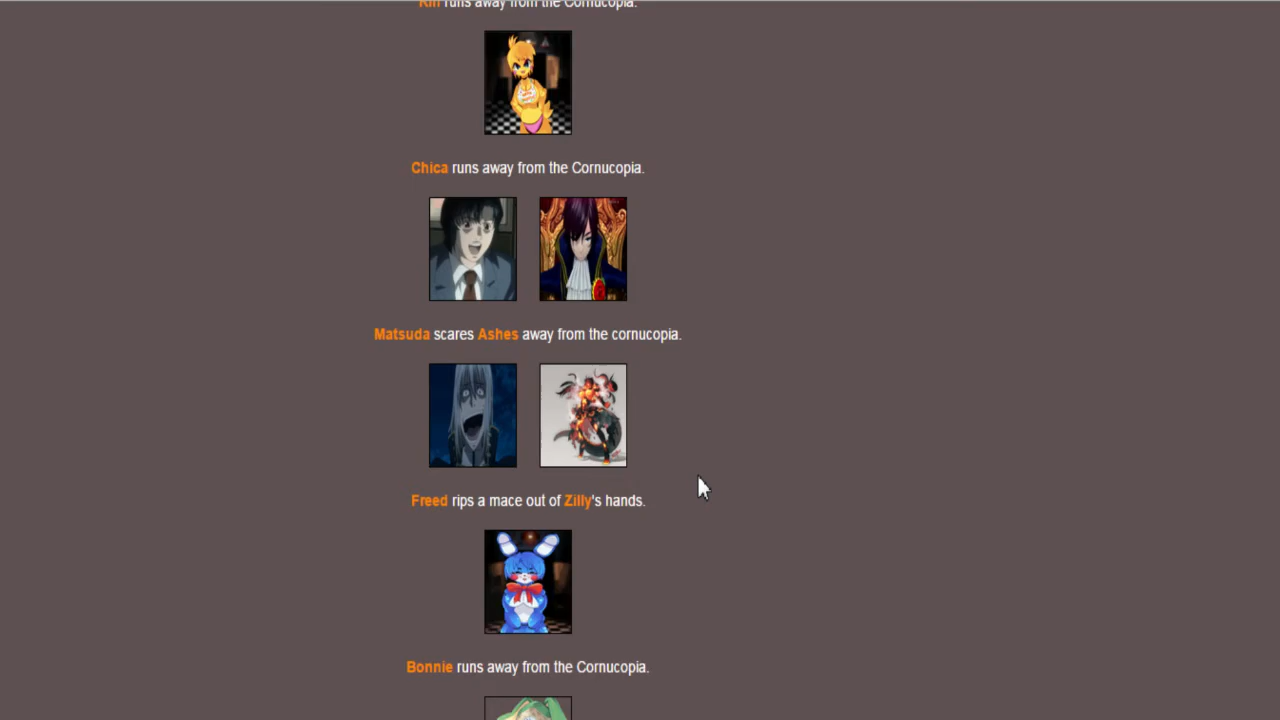 Rin runs away from the Cornucopia.
Chica runs away from the Cornucopia.
Matsuda scares Ashes away from the cornucopia.
Freed rips a mace out of Zilly's hands.
Bonnie runs away from the Cornucopia.